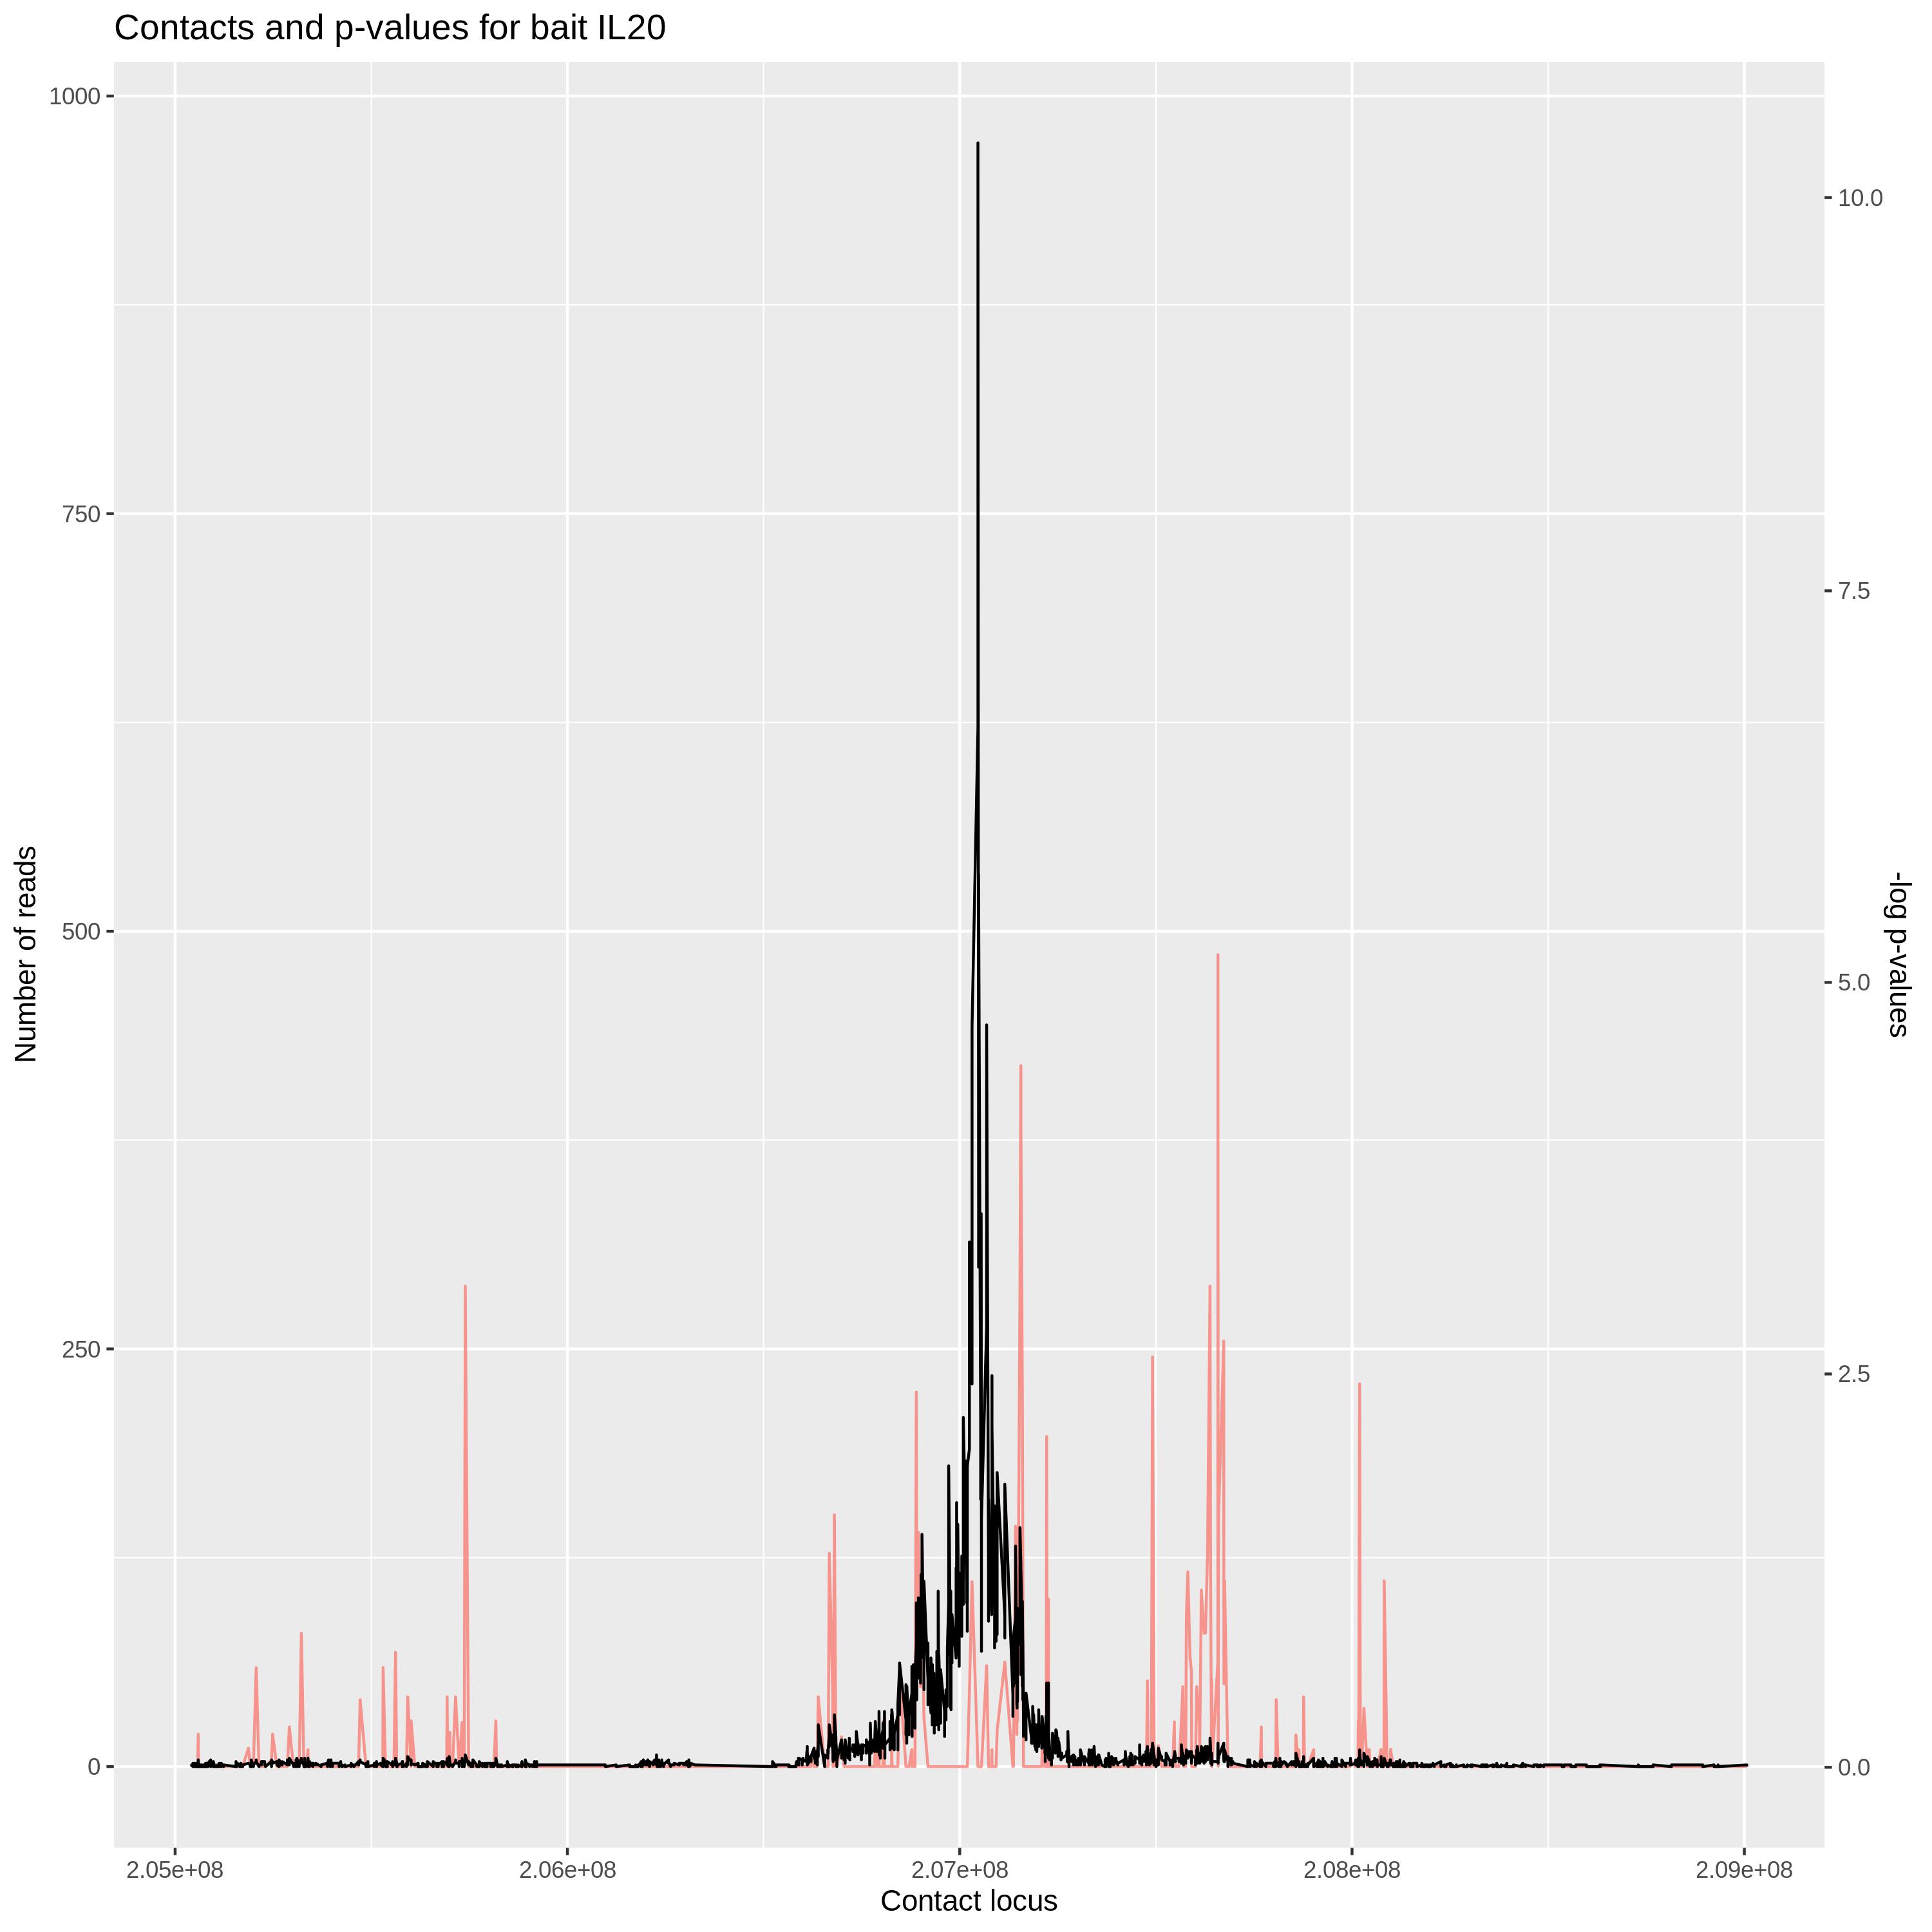 Contacts and p-values for bait IL20
1000
750
500
250
0
Number of reads
10.0
7.5
5.0
2.5
0.0
-log p-values
2.05e+08
2.06e+08
2.07e+08
2.08e+08
2.09e+08
Contact locus